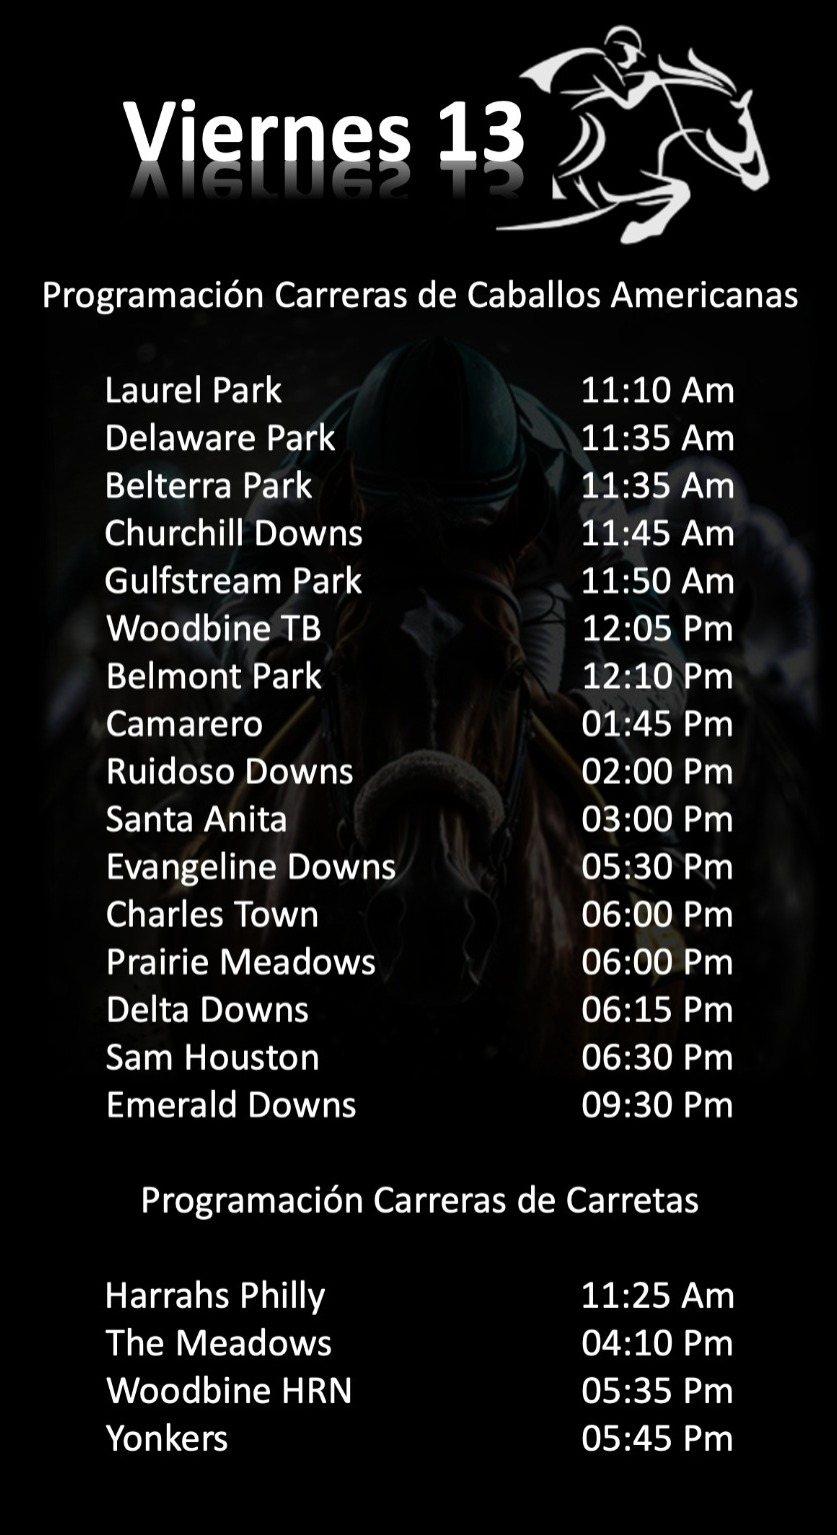 Viernes 13
Programación Carreras de Caballos Americanas
Laurel Park 11:10 Am
Delaware Park 11:35 Am
Belterra Park 11:35 Am
Churchill Downs 11:45 Am
Gulfstream Park 11:50 Am
Woodbine TB 12:05 Pm
Belmont Park 12:10 Pm
Camarero 01:45 Pm
Ruidoso Downs 02:00 Pm
Santa Anita 03:00 Pm
Evangeline Downs 05:30 Pm
Charles Town 06:00 Pm
Prairie Meadows 06:00 Pm
Delta Downs 06:15 Pm
Sam Houston 06:30 Pm
Emerald Downs 09:30 Pm
Programación Carreras de Carretas
Harrahs Philly 11:25 Am
The Meadows 04:10 Pm
Woodbine HRN 05:35 Pm
Yonkers 05:45 Pm